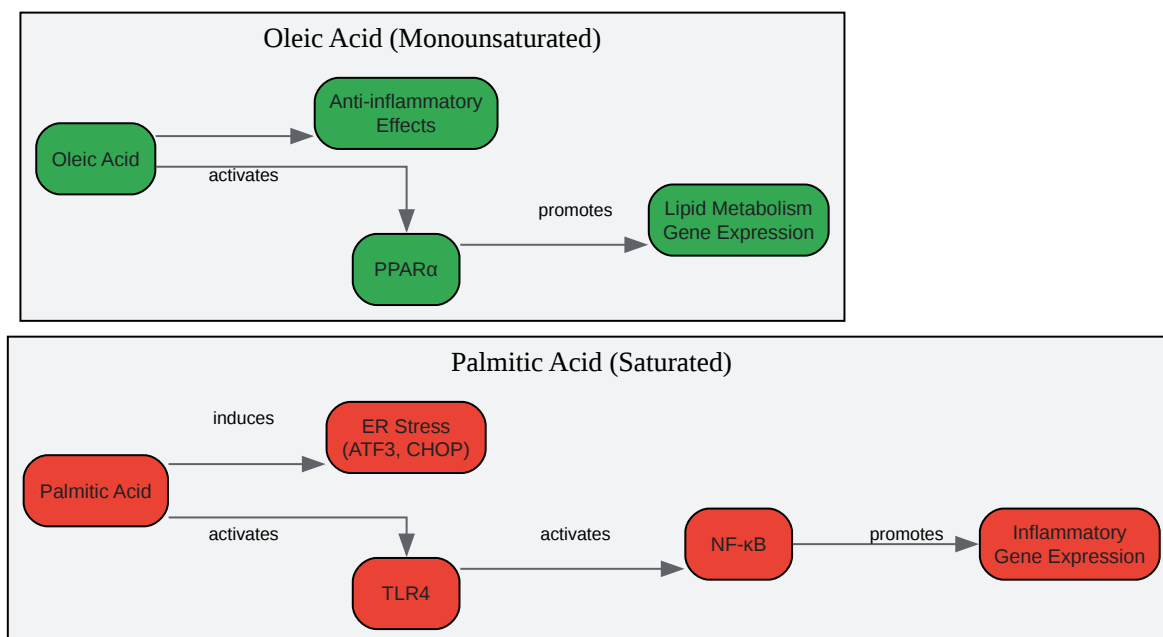 Oleic Acid (Monounsaturated)
Anti-inflammatory
Effects
Oleic Acid
activates
promotes
Lipid Metabolism
Gene Expression
PPARα
Palmitic Acid (Saturated)
induces
ER Stress
(ATF3, CHOP)
Palmitic Acid
activates
activates
NF-κB
promotes
Inflammatory
Gene Expression
TLR4